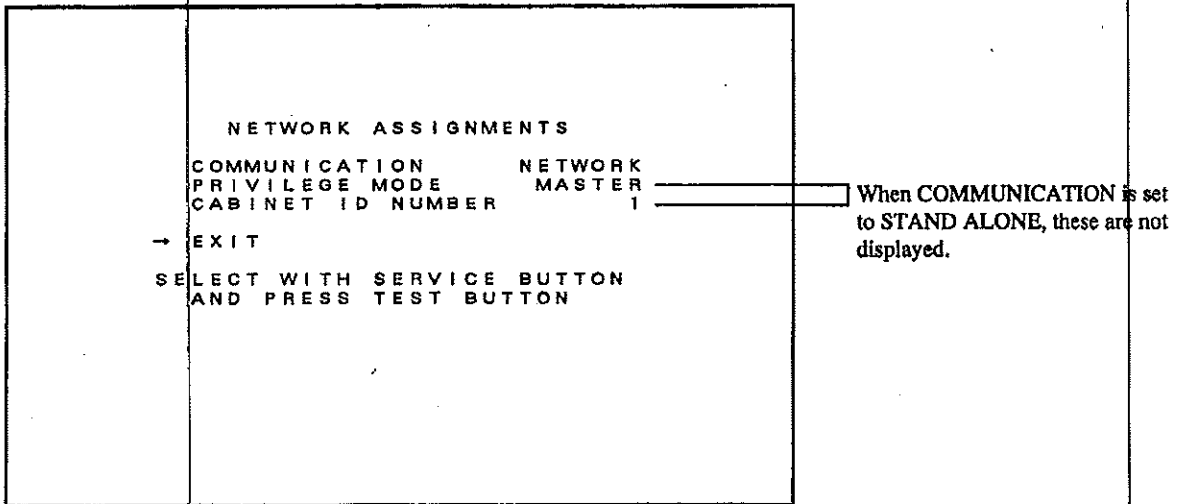 NETWORK ASSIGNMENTS
COMMUNICATION NETWORK
PRIVILEGE MODE MASTER
CABINET ID NUMBER 1
→ EXIT
SELECT WITH SERVICE BUTTON
AND PRESS TEST BUTTON
When COMMUNICATION is set
to STAND ALONE, these are not
displayed.